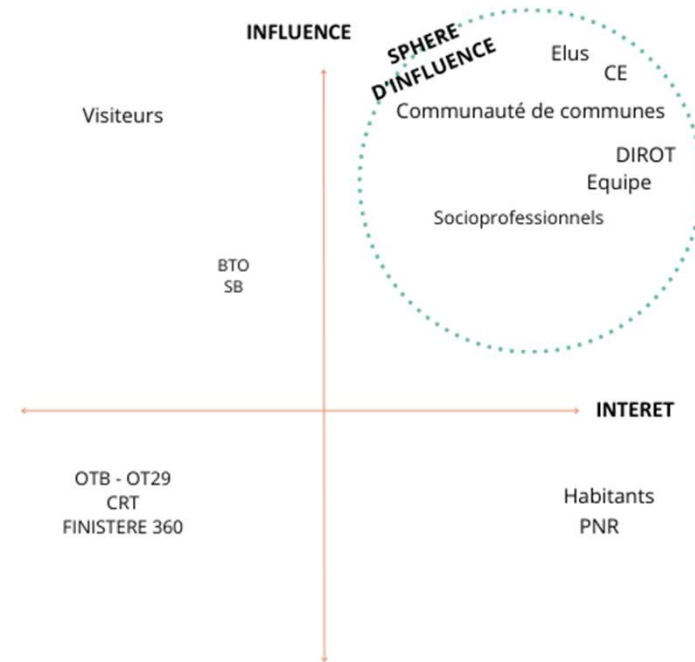 INFLUENCE
SPHERE
D'INFLUENCE
Elus
CE
Visiteurs
Communauté de communes
DIROT
Equipe
Socioprofessionnels
BTO
SB
INTERET
OTB - OT29
CRT
FINISTERE 360
Habitants
PNR